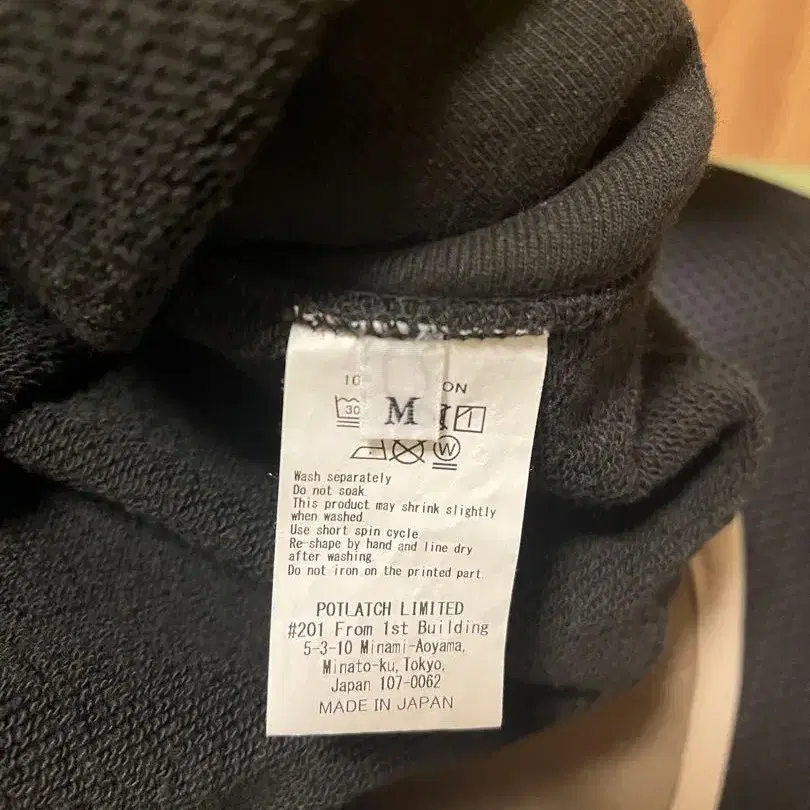 M
30
W
Wash separately
Do not soak.
This product may shrink slightly
when washed.
Use short spin cycle.
Re-shape by hand and line dry
after washing.
Do not iron on the printed part.
POTLATCH LIMITED
#201 From 1st Building
5-3-10 Minami-Aoyama,
Minato-ku, Tokyo,
Japan 107-0062
MADE IN JAPAN